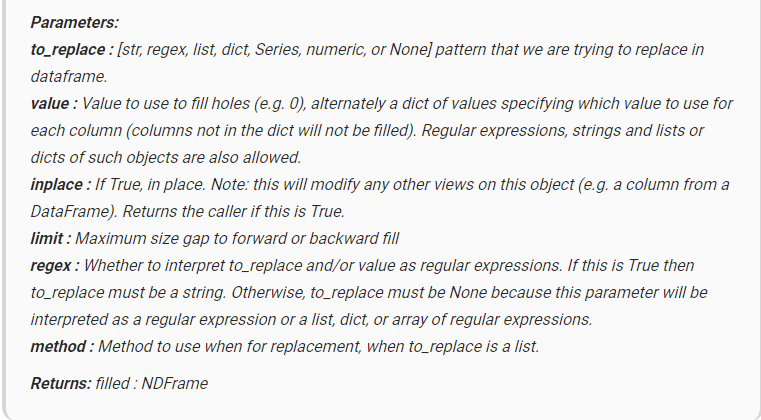 Parameters:
to_replace : [str, regex, list, dict, Series, numeric, or None] pattern that we are trying to replace in
dataframe.
value : Value to use to fill holes (e.g. 0), alternately a dict of values specifying which value to use for
each column (columns not in the dict will not be filled). Regular expressions, strings and lists or
dicts of such objects are also allowed.
inplace : If True, in place. Note: this will modify any other views on this object (e.g. a column from a
DataFrame). Returns the caller if this is True.
limit : Maximum size gap to forward or backward fill
regex : Whether to interpret to_replace and/or value as regular expressions. If this is True then
to_replace must be a string. Otherwise, to_replace must be None because this parameter will be
interpreted as a regular expression or a list, dict, or array of regular expressions.
method : Method to use when for replacement, when to_replace is a list.
Returns: filled : NDFrame